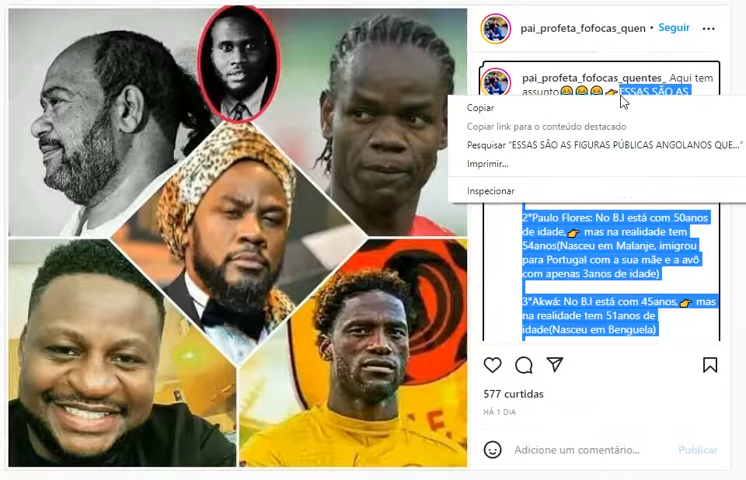 pai_profeta_fofocas_quen • Seguir
pai_profeta_fofocas_quentes_ Aqui tem
assunto😂😂😂👉ESSAS SÃO AS
Copiar
Copiar link para o conteúdo destacado
Pesquisar "ESSAS SÃO AS FIGURAS PÚBLICAS ANGOLANOS QUE..."
Imprimir...
Inspecionar
2°Paulo Flores: No B.I está com 50anos
de idade,👉 mas na realidade tem
54anos(Nasceu em Malanje, imigrou
para Portugal com a sua mãe e a avô
com apenas 3anos de idade)
3°Akwá: No B.I está com 45anos,👉 mas
na realidade tem 51anos de
idade(Nasceu em Benguela)
577 curtidas
HÁ 1 DIA
Adicione um comentário...
Publicar